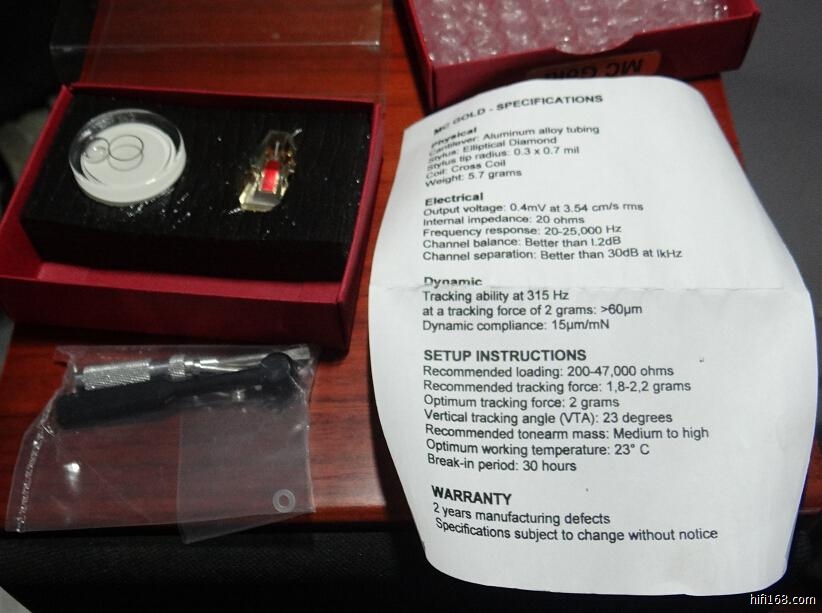 MC Gold
MC GOLD - SPECIFICATIONS
Physical
Cantilever: Aluminum alloy tubing
Stylus: Elliptical Diamond
Stylus tip radius: 0.3 x 0.7 mil
Coil: Cross Coil
Weight: 5.7 grams
Electrical
Output voltage: 0.4mV at 3.54 cm/s rms
Internal impedance: 20 ohms
Frequency response: 20-25,000 Hz
Channel balance: Better than l.2dB
Channel separation: Better than 30dB at lkHz
Dynamic
Tracking ability at 315 Hz
at a tracking force of 2 grams: >60µm
Dynamic compliance: 15µm/mN
SETUP INSTRUCTIONS
Recommended loading: 200-47,000 ohms
Recommended tracking force: 1,8-2,2 grams
Optimum tracking force: 2 grams
Vertical tracking angle (VTA): 23 degrees
Recommended tonearm mass: Medium to high
Optimum working temperature: 23° C
Break-in period: 30 hours
WARRANTY
2 years manufacturing defects
Specifications subject to change without notice
hifi168.com